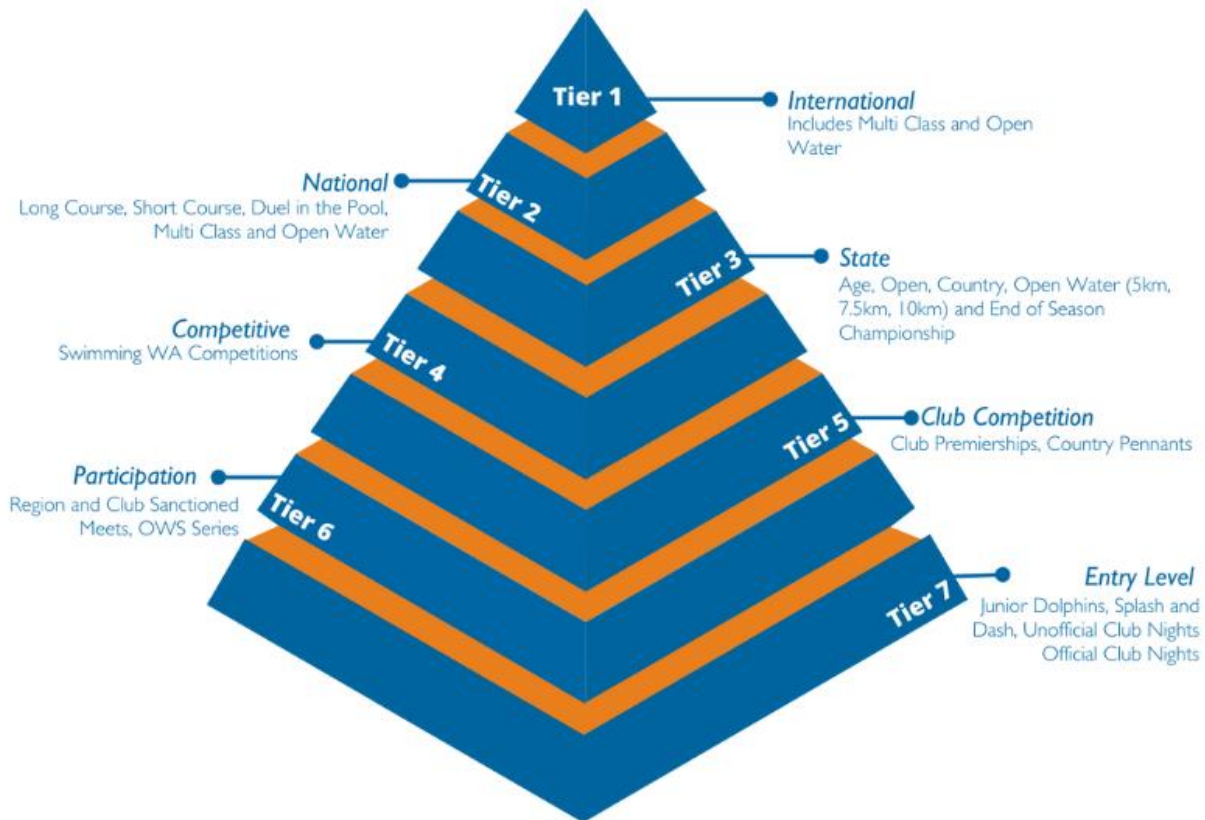 Tier 1
International
Includes Multi Class and Open
Water
National
Long Course, Short Course, Duel in the Pool,
Multi Class and Open Water
Tier 2
Tier 3
State
Age, Open, Country, Open Water (5km,
7.5km, 10km) and End of Season
Championship
Competitive
Swimming WA Competitions
Tier 4
Tier 5
Club Competition
Club Premierships, Country Pennants
Participation
Region and Club Sanctioned
Meets, OWS Series
Tier 6
Tier 7
Entry Level
Junior Dolphins, Splash and
Dash, Unofficial Club Nights
Official Club Nights